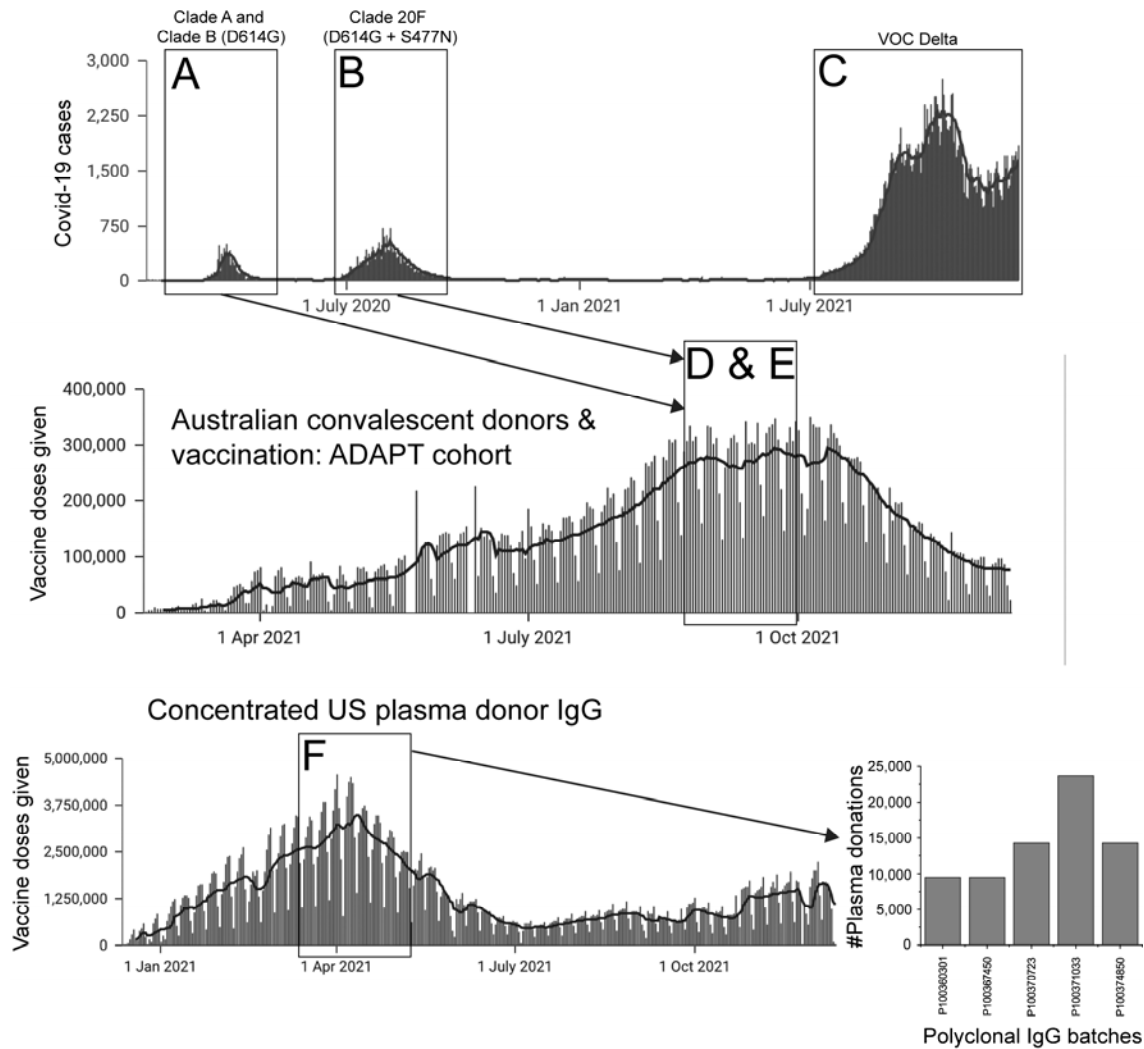 Clade A and
Clade B (D614G)
Clade 20F
(D614G + S477N)
VOC Delta
A
B
C
Covid-19 cases
3,000
2,250
1,500
750
0
1 July 2020
1 Jan 2021
1 July 2021
D & E
Vaccine doses given
400,000
300,000
200,000
100,000
0
Australian convalescent donors &
vaccination: ADAPT cohort
1 Apr 2021
1 July 2021
1 Oct 2021
Concentrated US plasma donor IgG
F
Vaccine doses given
5,000,000
3,750,000
2,500,000
1,250,000
0
1 Jan 2021
1 Apr 2021
1 July 2021
1 Oct 2021
#Plasma donations
25,000
20,000
15,000
10,000
5,000
0
P100360301
P100367450
P100370723
P100371033
P100374850
Polyclonal IgG batches